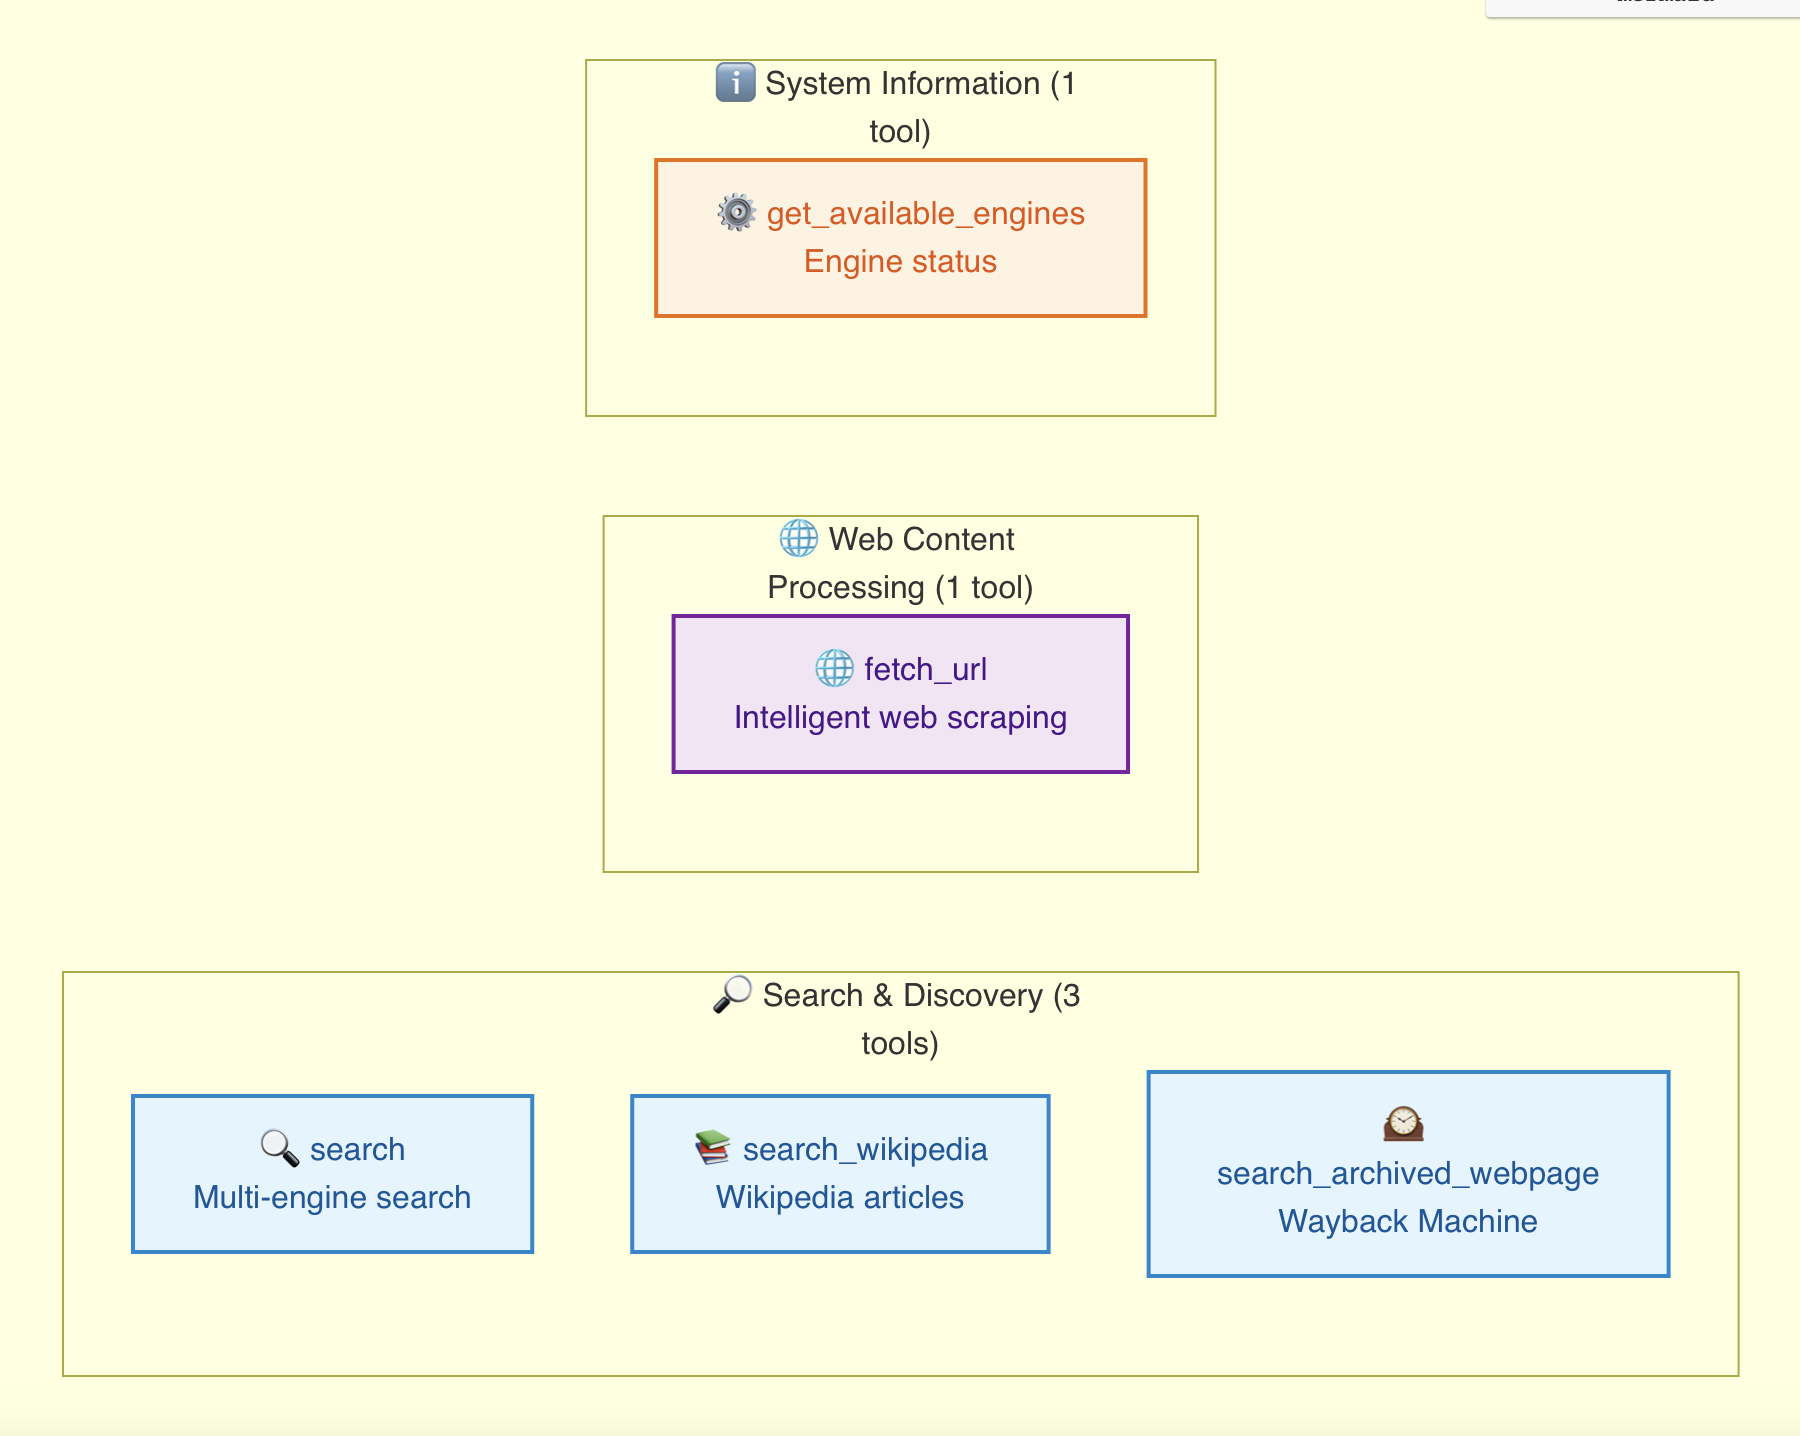 System Information (1
tool)
get_available_engines
Engine status
Web Content
Processing (1 tool)
fetch_url
Intelligent web scraping
Search & Discovery (3
tools)
search
Multi-engine search
search_wikipedia
Wikipedia articles
search_archived_webpage
Wayback Machine